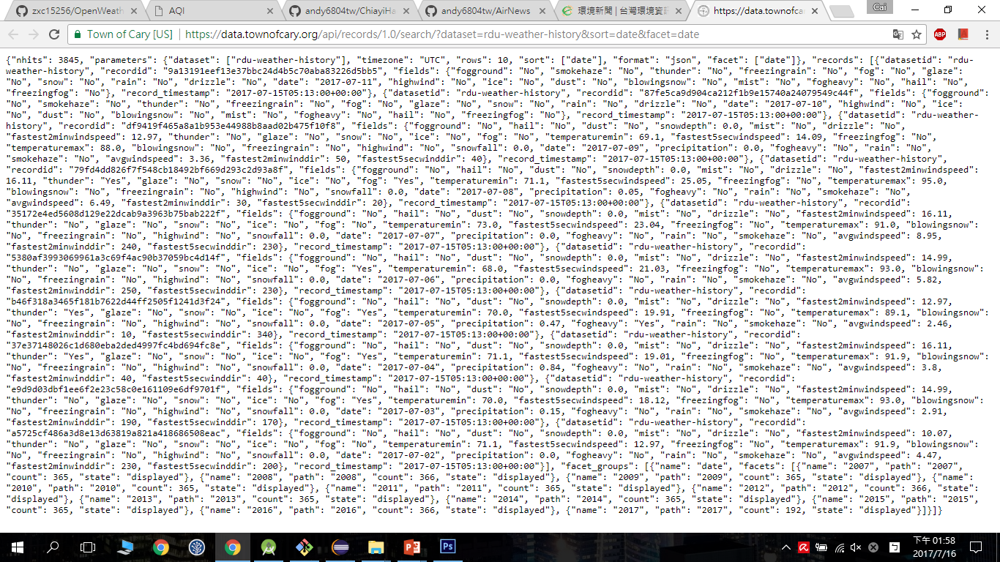 zxc15256/OpenWeath
AQI
andy6804tw/ChiayiHa
andy6804tw/AirNews
環境新聞 | 台灣環境資訊
https://data.townofcary
Cai
Town of Cary [US] | https://data.townofcary.org/api/records/1.0/search/?dataset=rdu-weather-history&sort=date&facet=date
ABP
{"nhits": 3845, "parameters": {"dataset": ["rdu-weather-history"], "timezone": "UTC", "rows": 10, "sort": ["date"], "format": "json", "facet": ["date"]}, "records": [{"datasetid": "rdu-
weather-history", "recordid": "9a13191eef13e37bbc24d4b5c70aba83226d5bb5", "fields": {"fogground": "No", "smokehaze": "No", "thunder": "No", "freezingrain": "No", "fog": "No", "glaze":
"No", "snow": "No", "rain": "No", "drizzle": "No", "date": "2017-07-11", "highwind": "No", "ice": "No", "dust": "No", "blowingsnow": "No", "mist": "No", "fogheavy": "No", "hail": "No",
"freezingfog": "No"}, "record_timestamp": "2017-07-15T05:13:00+00:00"}, {"datasetid": "rdu-weather-history", "recordid": "87fe5ca9d904ca212f1b9e15740a24079549c44f", "fields": {"fogground":
"No", "smokehaze": "No", "thunder": "No", "freezingrain": "No", "fog": "No", "glaze": "No", "snow": "No", "rain": "No", "drizzle": "No", "date": "2017-07-10", "highwind": "No", "ice":
"No", "dust": "No", "blowingsnow": "No", "mist": "No", "fogheavy": "No", "hail": "No", "freezingfog": "No"}, "record_timestamp": "2017-07-15T05:13:00+00:00"}, {"datasetid": "rdu-weather-
history", "recordid": "df9419f465a8a1b953e44988b8aad02b475f10f8", "fields": {"fogground": "No", "hail": "No", "dust": "No", "snowdepth": 0.0, "mist": "No", "drizzle": "No",
"fastest2minwindspeed": 12.97, "thunder": "No", "glaze": "No", "snow": "No", "ice": "No", "fog": "No", "temperaturemin": 69.1, "fastest5secwindspeed": 14.09, "freezingfog": "No",
"temperaturemax": 88.0, "blowingsnow": "No", "freezingrain": "No", "highwind": "No", "snowfall": 0.0, "date": "2017-07-09", "precipitation": 0.0, "fogheavy": "No", "rain": "No",
"smokehaze": "No", "avgwindspeed": 3.36, "fastest2minwinddir": 50, "fastest5secwinddir": 40}, "record_timestamp": "2017-07-15T05:13:00+00:00"}, {"datasetid": "rdu-weather-history",
"recordid": "79fd4dd826f7f548cb18492bf669d293c2d93a8f", "fields": {"fogground": "No", "hail": "No", "dust": "No", "snowdepth": 0.0, "mist": "No", "drizzle": "No", "fastest2minwindspeed":
16.11, "thunder": "Yes", "glaze": "No", "snow": "No", "ice": "No", "fog": "Yes", "temperaturemin": 71.1, "fastest5secwindspeed": 25.05, "freezingfog": "No", "temperaturemax": 95.0,
"blowingsnow": "No", "freezingrain": "No", "highwind": "No", "snowfall": 0.0, "date": "2017-07-08", "precipitation": 0.05, "fogheavy": "No", "rain": "No", "smokehaze": "No",
"avgwindspeed": 6.49, "fastest2minwinddir": 30, "fastest5secwinddir": 20}, "record_timestamp": "2017-07-15T05:13:00+00:00"}, {"datasetid": "rdu-weather-history", "recordid":
"35172e4ed5608d129e22dcab9a3963b75bab222f", "fields": {"fogground": "No", "hail": "No", "dust": "No", "snowdepth": 0.0, "mist": "No", "drizzle": "No", "fastest2minwindspeed": 16.11,
"thunder": "No", "glaze": "No", "snow": "No", "ice": "No", "fog": "No", "temperaturemin": 73.0, "fastest5secwindspeed": 23.04, "freezingfog": "No", "temperaturemax": 91.0, "blowingsnow":
"No", "freezingrain": "No", "highwind": "No", "snowfall": 0.0, "date": "2017-07-07", "precipitation": 0.0, "fogheavy": "No", "rain": "No", "smokehaze": "No", "avgwindspeed": 8.95,
"fastest2minwinddir": 240, "fastest5secwinddir": 230}, "record_timestamp": "2017-07-15T05:13:00+00:00"}, {"datasetid": "rdu-weather-history", "recordid":
"5380af3993069961a3c69f4ac90b37059bc4d14f", "fields": {"fogground": "No", "hail": "No", "dust": "No", "snowdepth": 0.0, "mist": "No", "drizzle": "No", "fastest2minwindspeed": 14.99,
"thunder": "No", "glaze": "No", "snow": "No", "ice": "No", "fog": "Yes", "temperaturemin": 68.0, "fastest5secwindspeed": 21.03, "freezingfog": "No", "temperaturemax": 93.0, "blowingsnow":
"No", "freezingrain": "No", "highwind": "No", "snowfall": 0.0, "date": "2017-07-06", "precipitation": 0.0, "fogheavy": "No", "rain": "No", "smokehaze": "No", "avgwindspeed": 5.82,
"fastest2minwinddir": 250, "fastest5secwinddir": 230}, "record_timestamp": "2017-07-15T05:13:00+00:00"}, {"datasetid": "rdu-weather-history", "recordid":
"b46f318a3465f181b7622d44ff2505f1241d3f24", "fields": {"fogground": "No", "hail": "No", "dust": "No", "snowdepth": 0.0, "mist": "No", "drizzle": "No", "fastest2minwindspeed": 12.97,
"thunder": "Yes", "glaze": "No", "snow": "No", "ice": "No", "fog": "Yes", "temperaturemin": 70.0, "fastest5secwindspeed": 19.91, "freezingfog": "No", "temperaturemax": 89.1, "blowingsnow":
"No", "freezingrain": "No", "highwind": "No", "snowfall": 0.0, "date": "2017-07-05", "precipitation": 0.47, "fogheavy": "Yes", "rain": "No", "smokehaze": "No", "avgwindspeed": 2.46,
"fastest2minwinddir": 10, "fastest5secwinddir": 340}, "record_timestamp": "2017-07-15T05:13:00+00:00"}, {"datasetid": "rdu-weather-history", "recordid":
"37e37148026c1d680eba2ded4997fc4bd694fc8e", "fields": {"fogground": "No", "hail": "No", "dust": "No", "snowdepth": 0.0, "mist": "No", "drizzle": "No", "fastest2minwindspeed": 16.11,
"thunder": "Yes", "glaze": "No", "snow": "No", "ice": "No", "fog": "Yes", "temperaturemin": 71.1, "fastest5secwindspeed": 19.01, "freezingfog": "No", "temperaturemax": 91.9, "blowingsnow":
"No", "freezingrain": "No", "highwind": "No", "snowfall": 0.0, "date": "2017-07-04", "precipitation": 0.84, "fogheavy": "No", "rain": "No", "smokehaze": "No", "avgwindspeed": 3.8,
"fastest2minwinddir": 40, "fastest5secwinddir": 40}, "record_timestamp": "2017-07-15T05:13:00+00:00"}, {"datasetid": "rdu-weather-history", "recordid":
"e9d9d03dbf1ee6f2e23c58c0e161109e6df9701f", "fields": {"fogground": "No", "hail": "No", "dust": "No", "snowdepth": 0.0, "mist": "No", "drizzle": "No", "fastest2minwindspeed": 14.99,
"thunder": "No", "glaze": "No", "snow": "No", "ice": "No", "fog": "Yes", "temperaturemin": 70.0, "fastest5secwindspeed": 18.12, "freezingfog": "No", "temperaturemax": 93.0, "blowingsnow":
"No", "freezingrain": "No", "highwind": "No", "snowfall": 0.0, "date": "2017-07-03", "precipitation": 0.15, "fogheavy": "No", "rain": "No", "smokehaze": "No", "avgwindspeed": 2.91,
"fastest2minwinddir": 190, "fastest5secwinddir": 170}, "record_timestamp": "2017-07-15T05:13:00+00:00"}, {"datasetid": "rdu-weather-history", "recordid":
"a5725cf486a3d8e13d63819a821a418686508eac", "fields": {"fogground": "No", "hail": "No", "dust": "No", "snowdepth": 0.0, "mist": "No", "drizzle": "No", "fastest2minwindspeed": 10.07,
"thunder": "No", "glaze": "No", "snow": "No", "ice": "No", "fog": "No", "temperaturemin": 71.1, "fastest5secwindspeed": 12.97, "freezingfog": "No", "temperaturemax": 91.9, "blowingsnow":
"No", "freezingrain": "No", "highwind": "No", "snowfall": 0.0, "date": "2017-07-02", "precipitation": 0.0, "fogheavy": "No", "rain": "No", "smokehaze": "No", "avgwindspeed": 4.47,
"fastest2minwinddir": 230, "fastest5secwinddir": 200}, "record_timestamp": "2017-07-15T05:13:00+00:00"}], "facet_groups": [{"name": "date", "facets": [{"name": "2007", "path": "2007",
"count": 365, "state": "displayed"}, {"name": "2008", "path": "2008", "count": 366, "state": "displayed"}, {"name": "2009", "path": "2009", "count": 365, "state": "displayed"}, {"name":
"2010", "path": "2010", "count": 365, "state": "displayed"}, {"name": "2011", "path": "2011", "count": 365, "state": "displayed"}, {"name": "2012", "path": "2012", "count": 366, "state":
"displayed"}, {"name": "2013", "path": "2013", "count": 365, "state": "displayed"}, {"name": "2014", "path": "2014", "count": 365, "state": "displayed"}, {"name": "2015", "path": "2015",
"count": 365, "state": "displayed"}, {"name": "2016", "path": "2016", "count": 366, "state": "displayed"}, {"name": "2017", "path": "2017", "count": 192, "state": "displayed"}]}]}
Ps
下午 01:58
2017/7/16